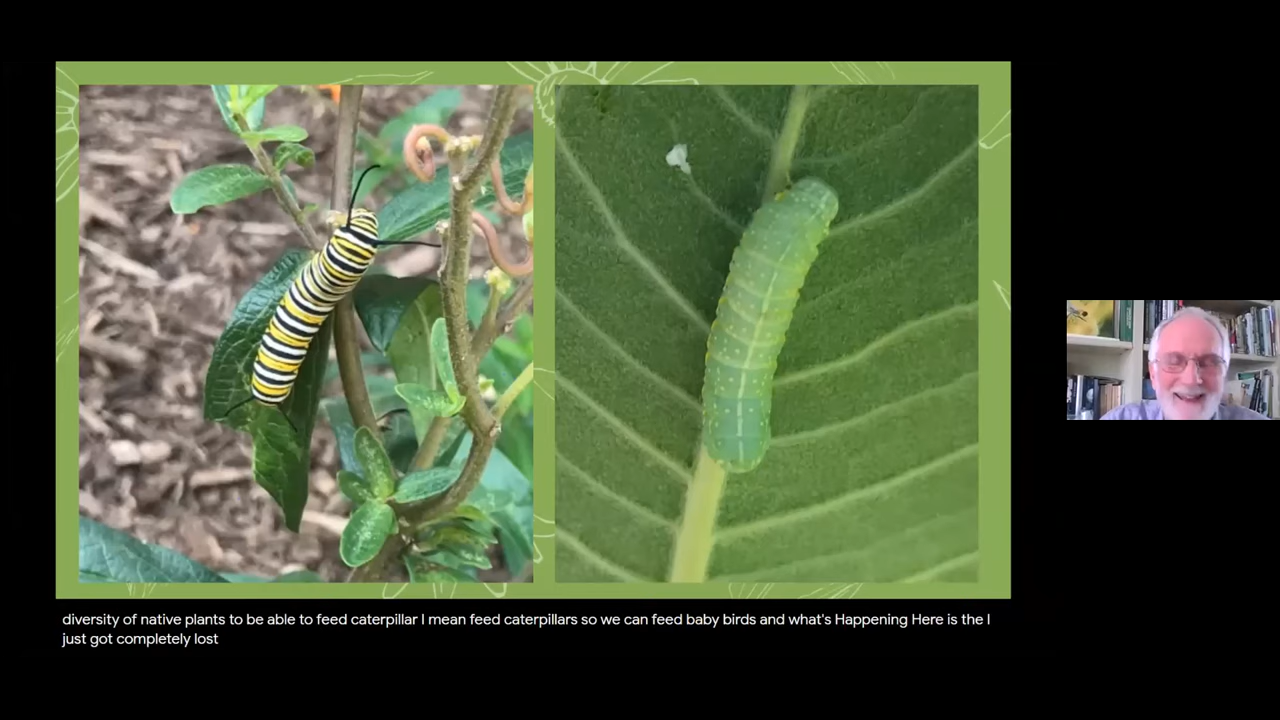 diversity of native plants to be able to feed caterpillar I mean feed caterpillars so we can feed baby birds and what's Happening Here is the I
just got completely lost